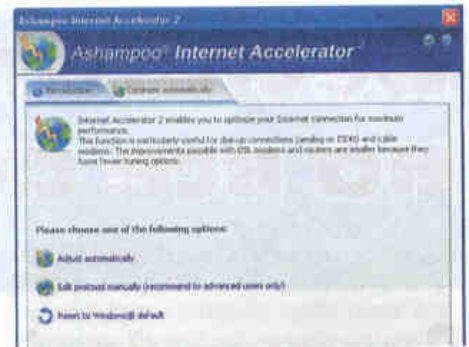 Ashampoo Internet Accelerator 2
Ashampoo® Internet Accelerator
Introduction Optimize automatically
Internet Accelerator 2 enables you to optimize your Internet connection for maximum
performance.
This function is particularly useful for dial-up connections (analog or ISDN) and cable
modems. The improvements possible with DSL modems and routers are smaller because they
have fewer tuning options.
Please choose one of the following options:
Adjust automatically
Edit protocol manually (recommend to advanced users only!)
Reset to Windows® default